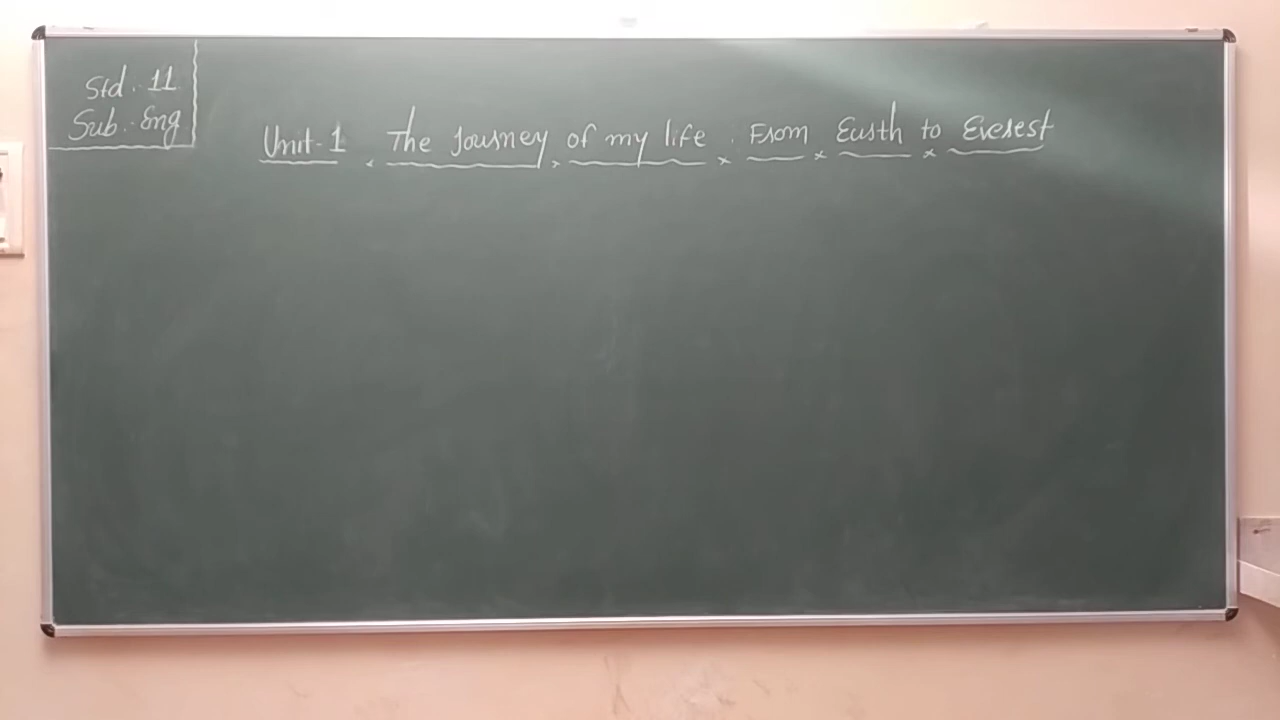 Std. 11
Sub.- Eng
Unit-1 The Journey of my life : From Earth to Everest